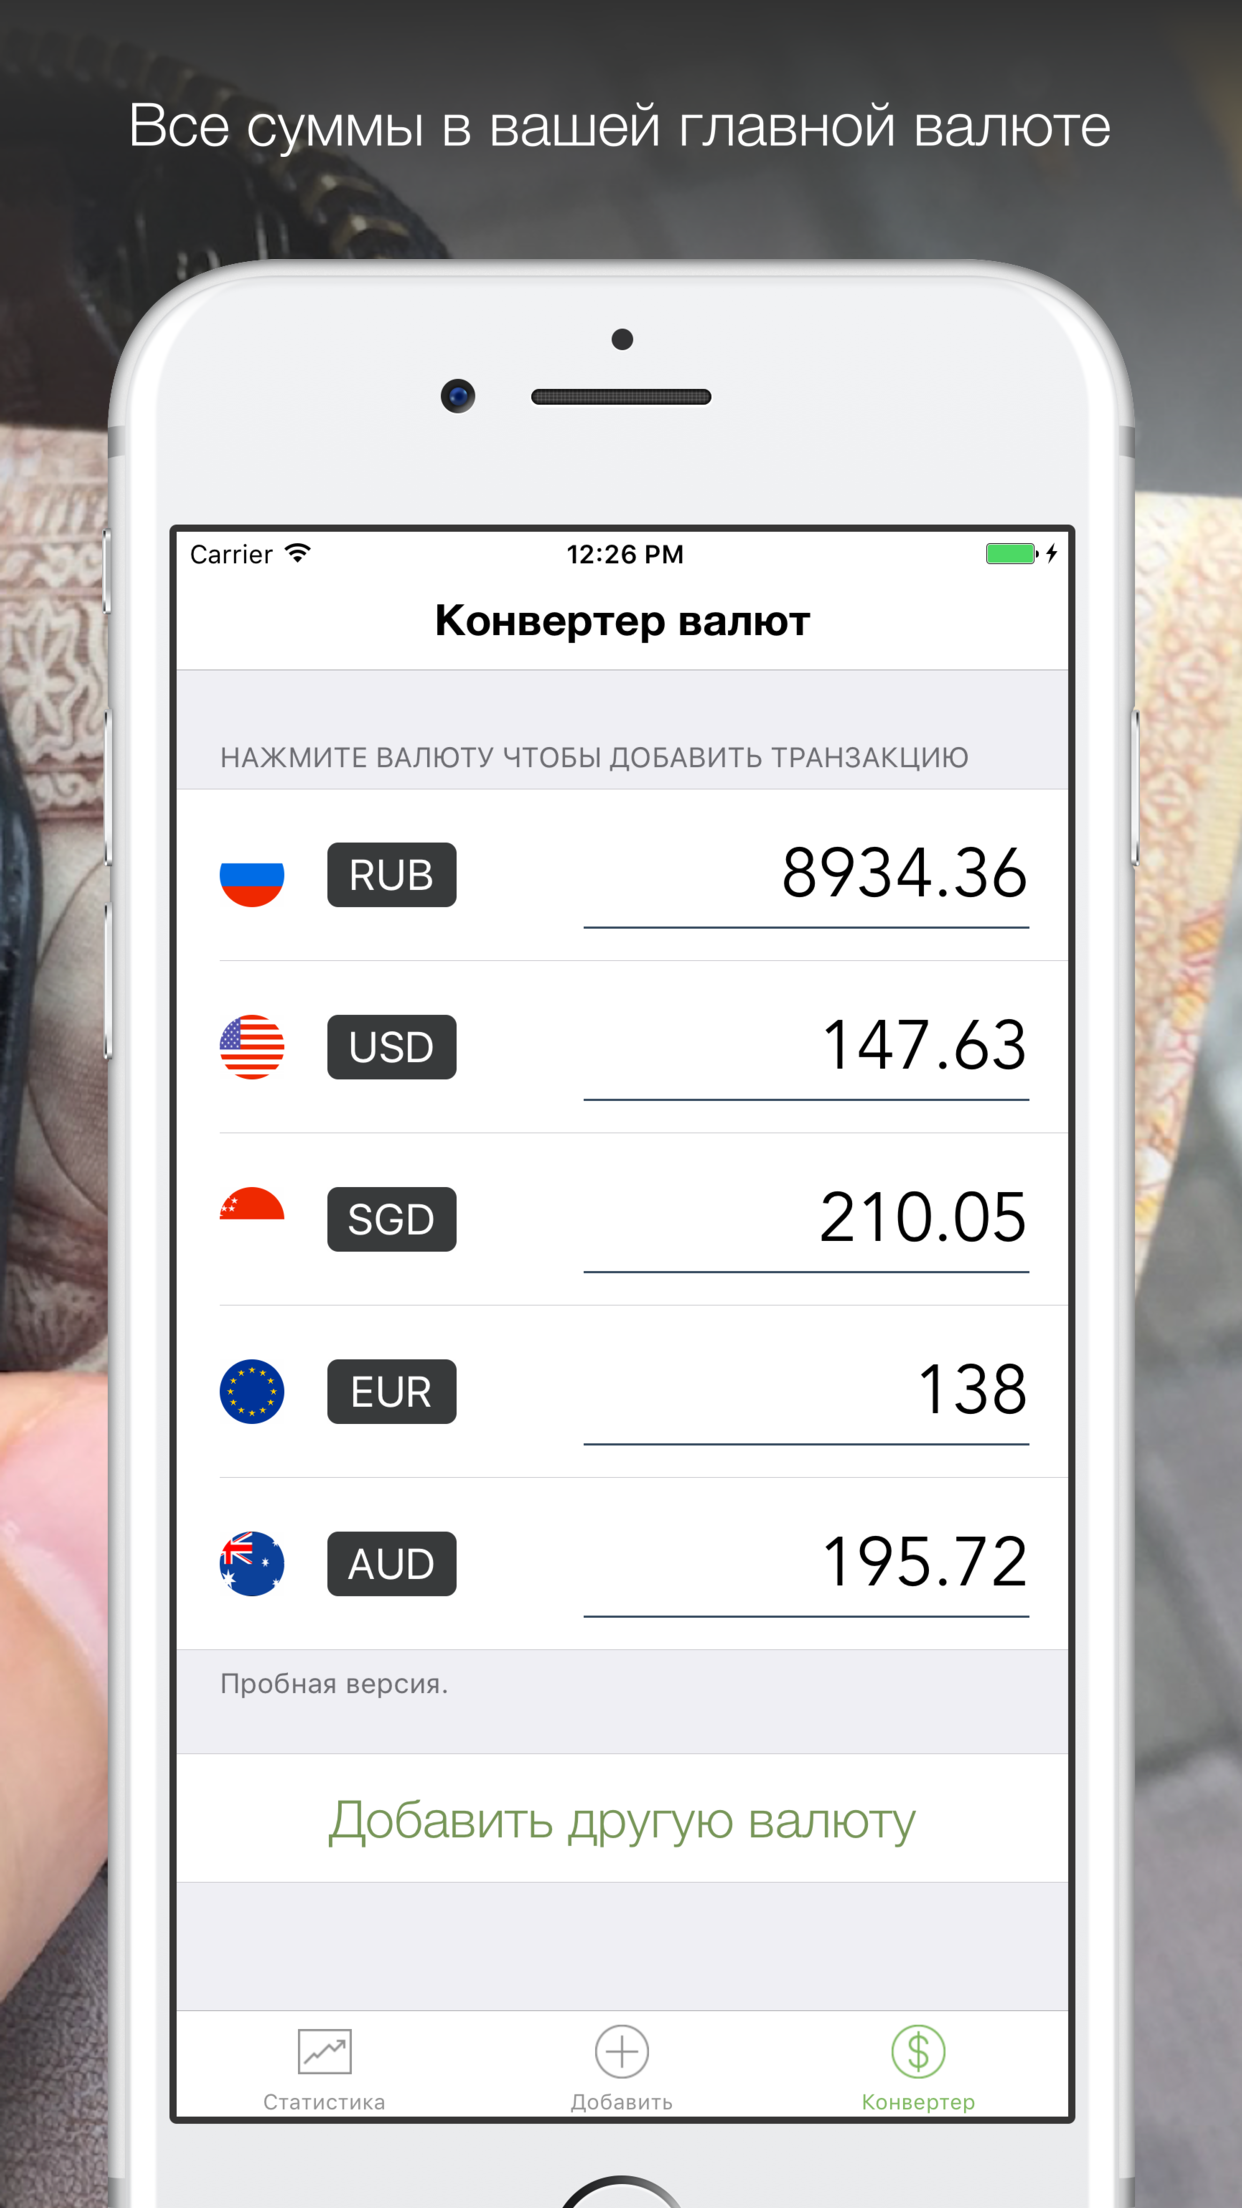 Все суммы в вашей главной валюте
Carrier 12:26 PM
Конвертер валют
НАЖМИТЕ ВАЛЮТУ ЧТОБЫ ДОБАВИТЬ ТРАНЗАКЦИЮ
RUB 8934.36
USD 147.63
SGD 210.05
EUR 138
AUD 195.72
Пробная версия.
Добавить другую валюту
Статистика Добавить Конвертер